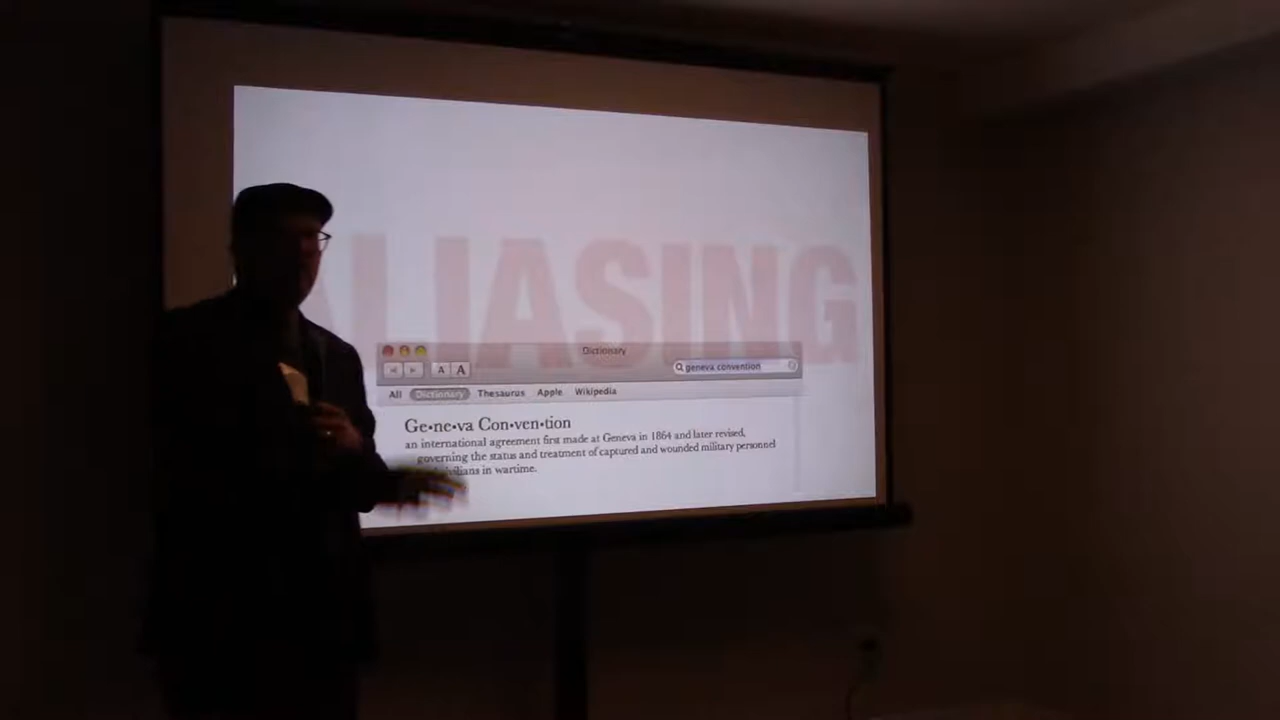 ALIASING
Dictionary
A A geneva convention
All Dictionary Thesaurus Apple Wikipedia
Ge•ne•va Con•ven•tion
an international agreement first made at Geneva in 1864 and later revised,
governing the status and treatment of captured and wounded military personnel
civilians in wartime.